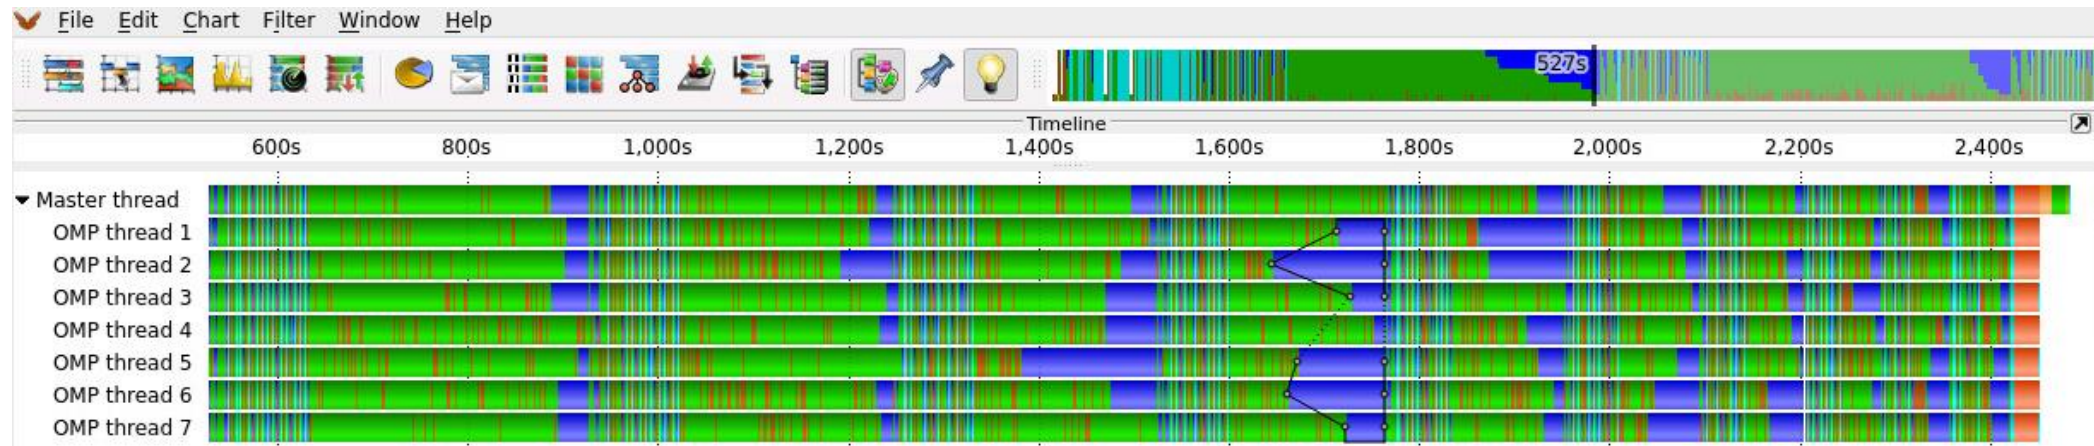 File Edit Chart Filter Window Help
527s
Timeline
600s 800s 1,000s 1,200s 1,400s 1,600s 1,800s 2,000s 2,200s 2,400s
Master thread
OMP thread 1
OMP thread 2
OMP thread 3
OMP thread 4
OMP thread 5
OMP thread 6
OMP thread 7